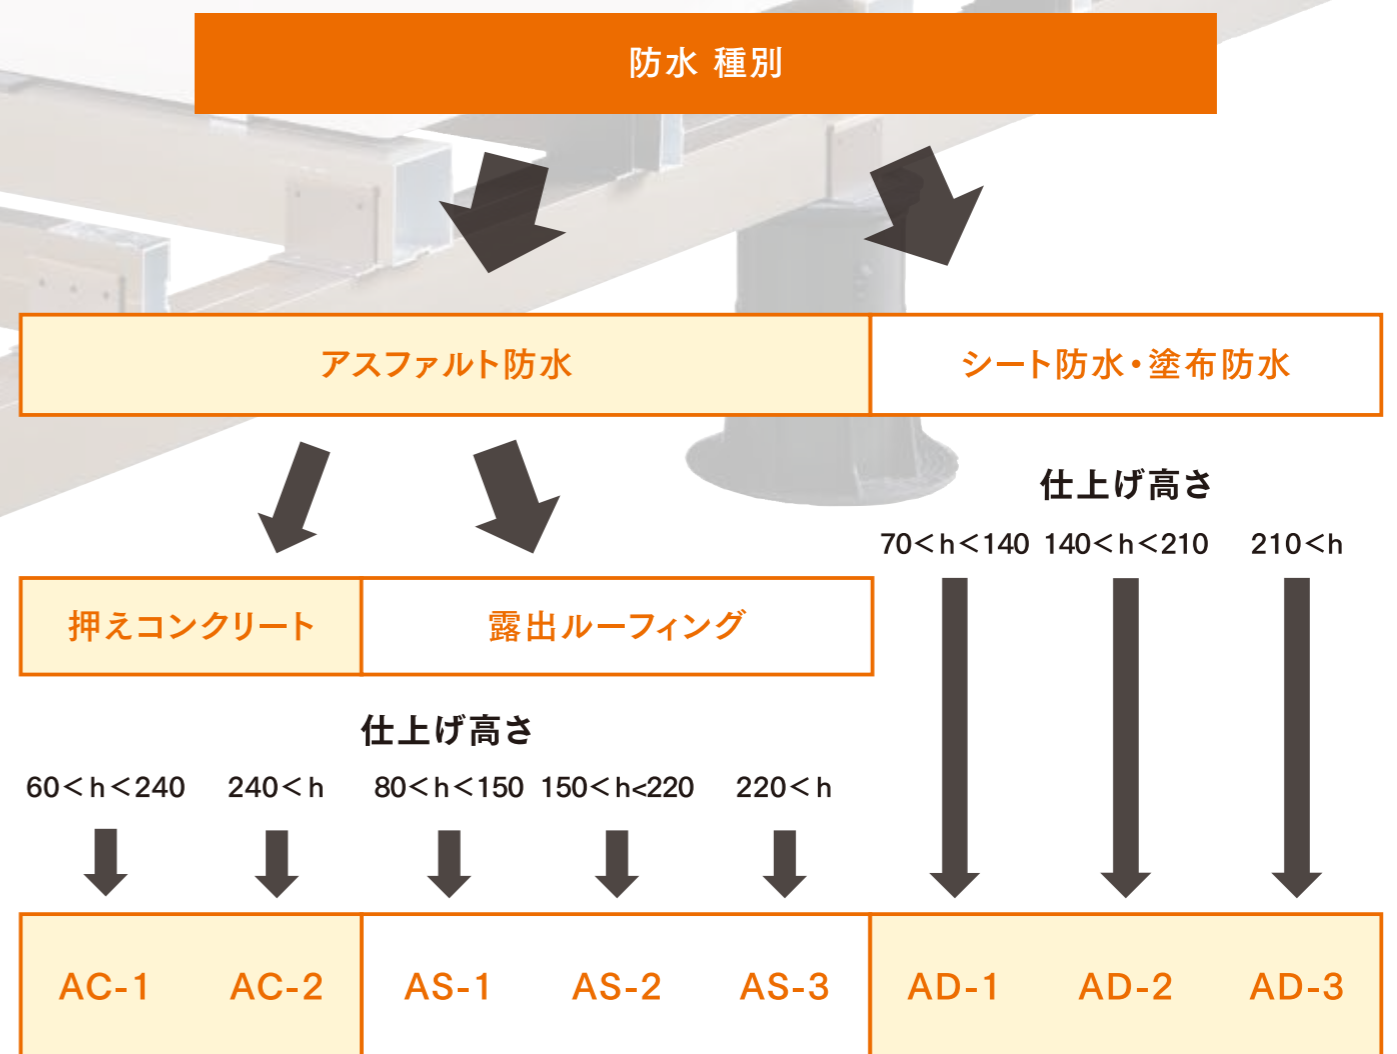 防水 種別
アスファルト防水
シート防水・塗布防水
仕上げ高さ
70＜h＜140 140＜h＜210 210＜h
押えコンクリート
露出ルーフィング
仕上げ高さ
60＜h＜240 240＜h 80＜h＜150 150＜h<220 220＜h
AC-1 AC-2 AS-1 AS-2 AS-3 AD-1 AD-2 AD-3